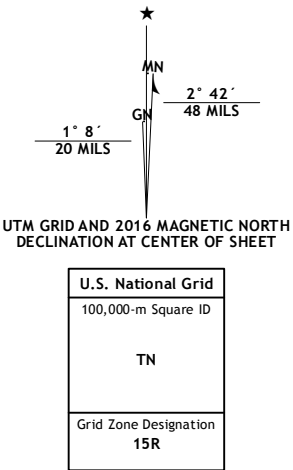 ★
MN
GN
2° 42´
48 MILS
1° 8´
20 MILS
UTM GRID AND 2016 MAGNETIC NORTH
DECLINATION AT CENTER OF SHEET
U.S. National Grid
100,000-m Square ID
TN
Grid Zone Designation
15R